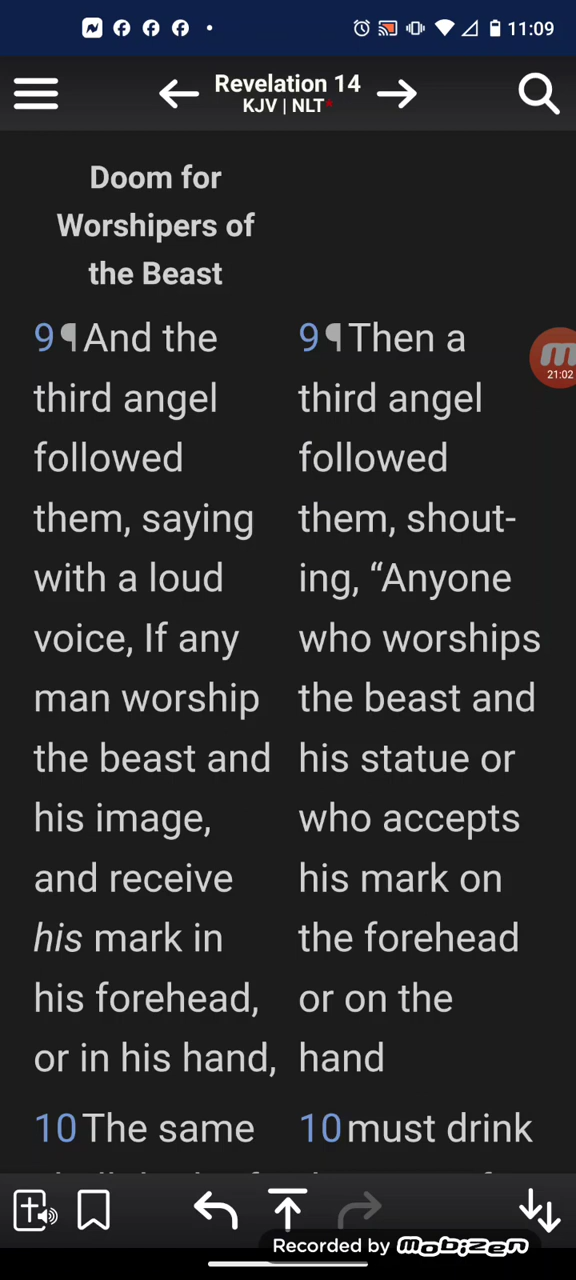 11:09
Revelation 14
KJV | NLT*
Doom for
Worshipers of
the Beast
9 ¶ And the
third angel
followed
them, saying
with a loud
voice, If any
man worship
the beast and
his image,
and receive
his mark in
his forehead,
or in his hand,
10 The same
9 ¶ Then a
third angel
followed
them, shout-
ing, “Anyone
who worships
the beast and
his statue or
who accepts
his mark on
the forehead
or on the
hand
10 must drink
21:02
Recorded by mobizen